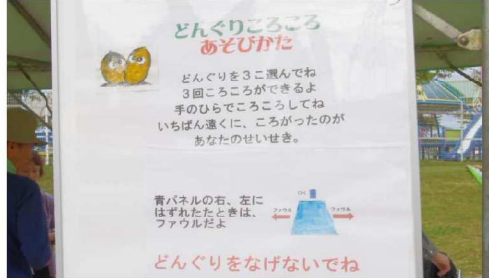 どんぐりころころ
あそびかた
どんぐりを3こ選んでね
3回ころころができるよ
手のひらでころころしてね
いちばん遠くに、ころがったのが
あなたのせいせき。
青パネルの右、左に
はずれたたときは、
ファウルだよ
OK
ファウル
ファウル
どんぐりをなげないでね